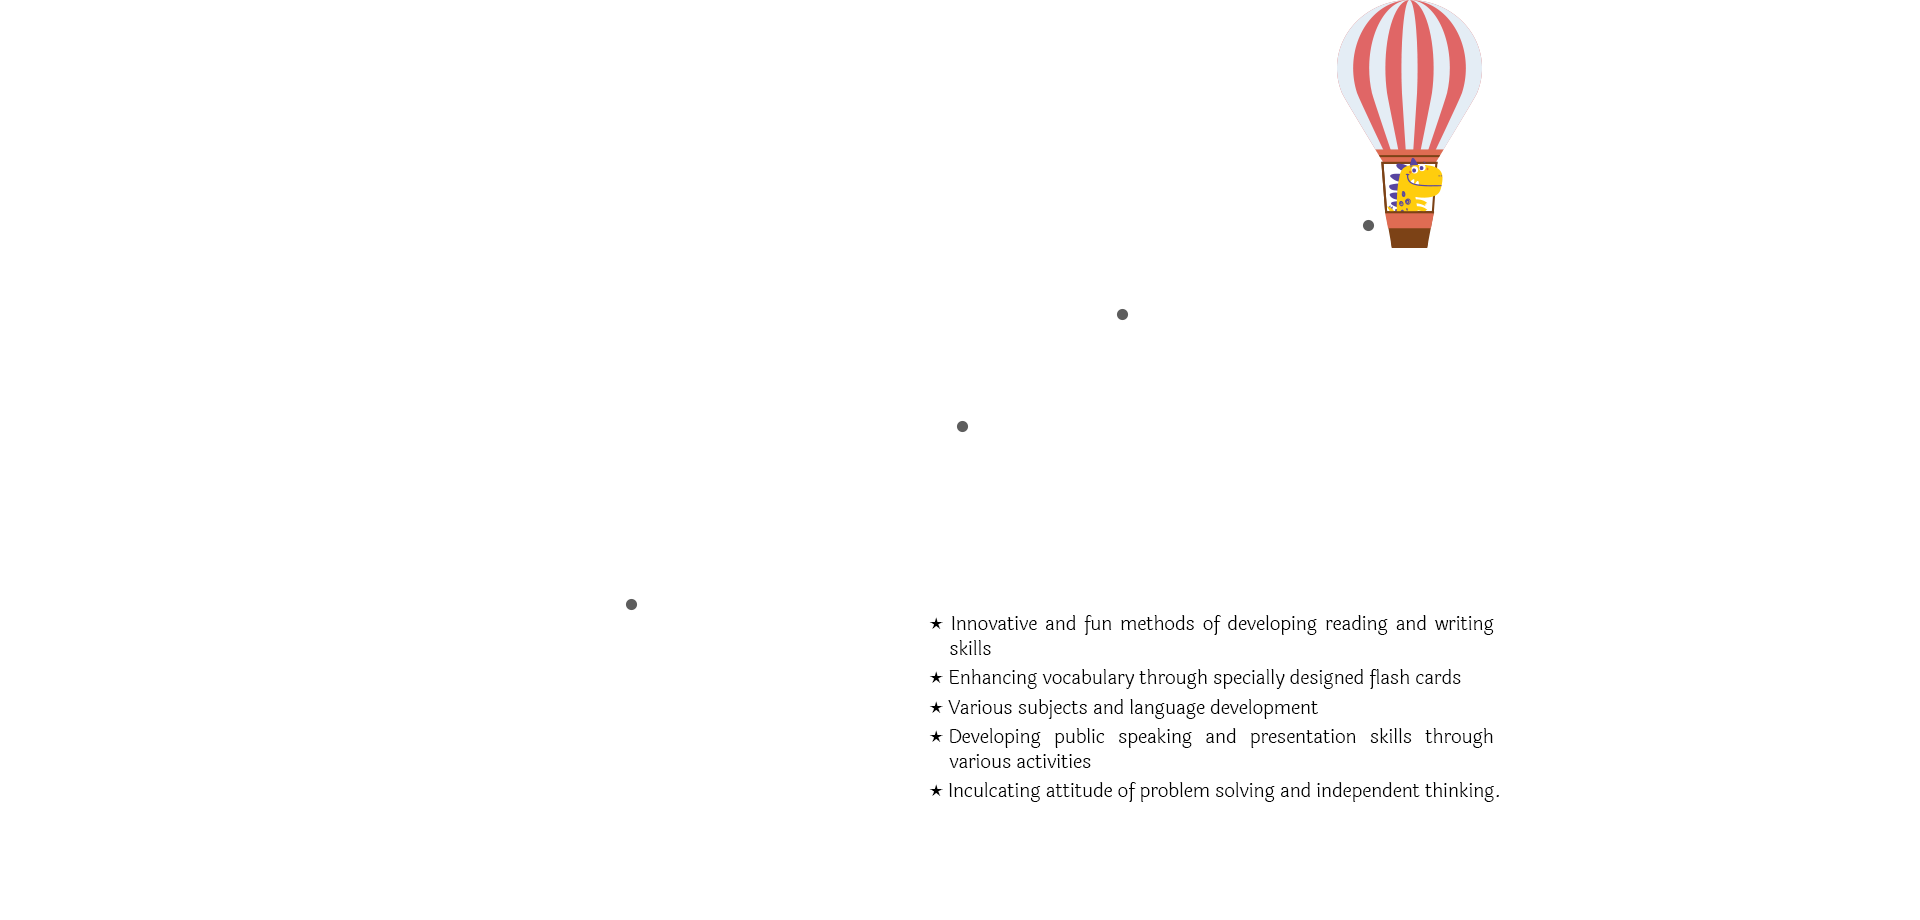 ★ Innovative and fun methods of developing reading and writing
skills
★ Enhancing vocabulary through specially designed flash cards
★ Various subjects and language development
★ Developing public speaking and presentation skills through
various activities
★ Inculcating attitude of problem solving and independent thinking.